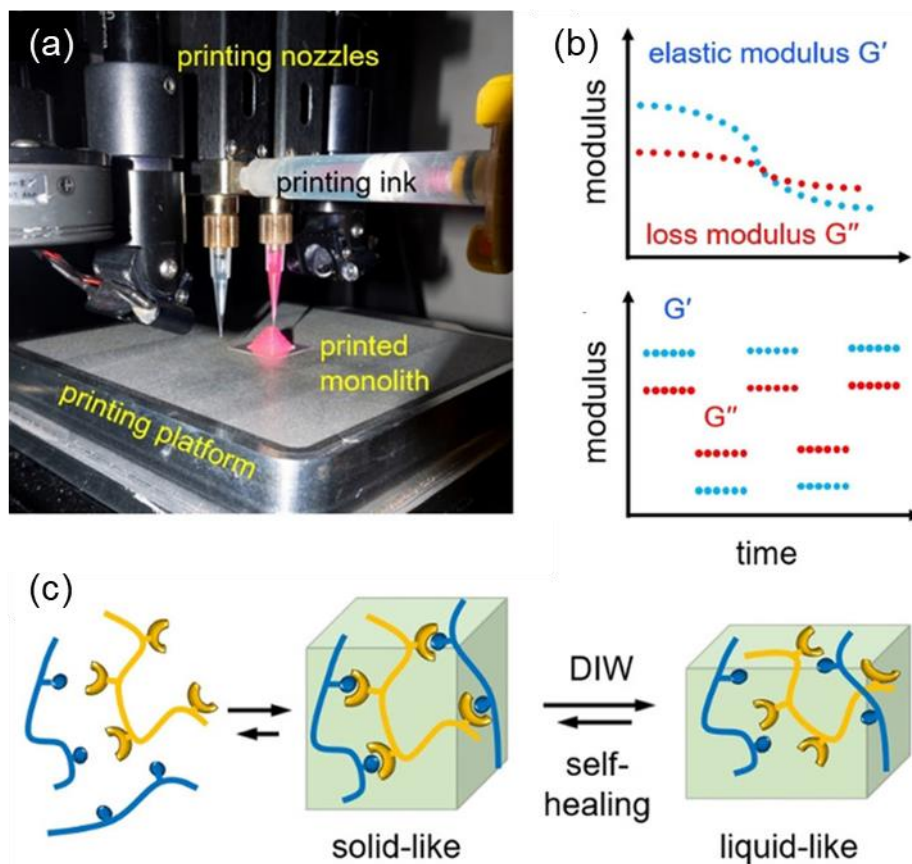 (a)
printing nozzles
printing ink
printed
monolith
printing platform
(b)
elastic modulus G′
modulus
loss modulus G″
G′
modulus
G″
time
(c)
DIW
self-
healing
solid-like
liquid-like